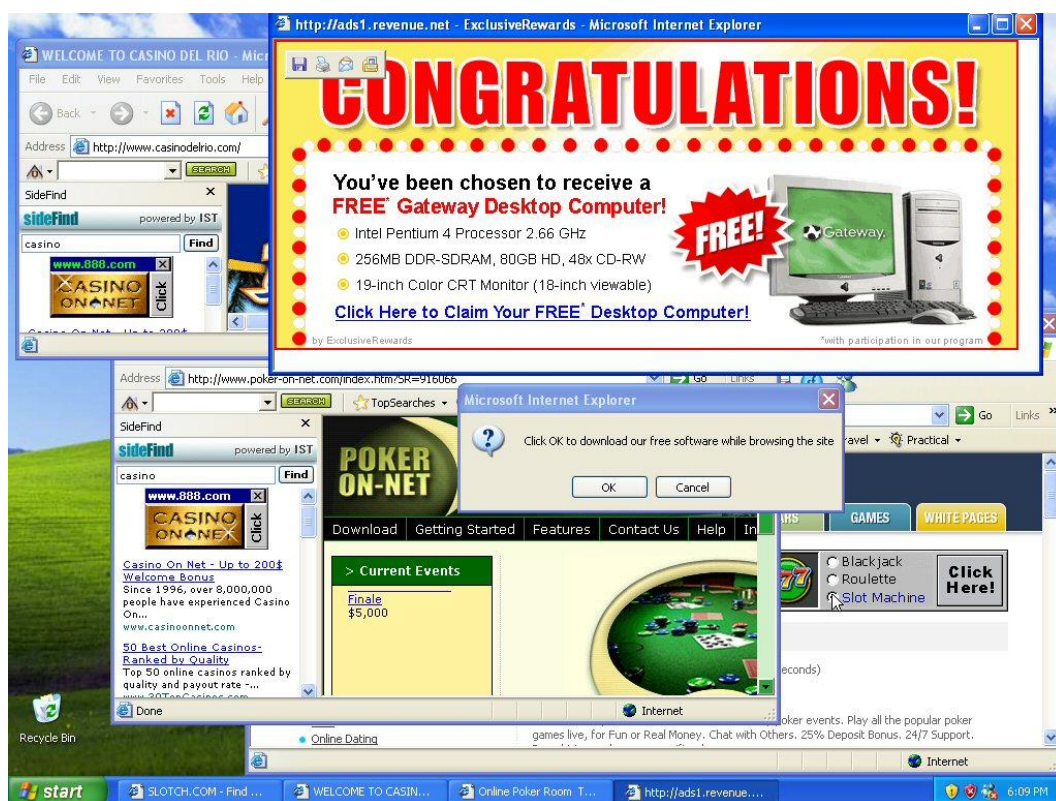 http://ads1.revenue.net - ExclusiveRewards - Microsoft Internet Explorer
CONGRATULATIONS!
You've been chosen to receive a
FREE* Gateway Desktop Computer!
Intel Pentium 4 Processor 2.66 GHz
256MB DDR-SDRAM, 80GB HD, 48x CD-RW
19-inch Color CRT Monitor (18-inch viewable)
Click Here to Claim Your FREE* Desktop Computer!
by ExclusiveRewards
*with participation in our program
FREE!
Gateway.
WELCOME TO CASINO DEL RIO - Micr
File Edit View Favorites Tools Help
Back
Address http://www.casinodelrio.com/
SEARCH
SideFind
sideFind powered by IST
casino Find
www.888.com
CASINO
ON NET
Click
Address http://www.poker-on-net.com/index.htm?SR=916066
Go Links
SEARCH TopSearches
SideFind
sideFind powered by IST
casino Find
www.888.com
CASINO
ON NET
Click
Casino On Net - Up to 200$
Welcome Bonus
Since 1996, over 8,000,000
people have experienced Casino
On...
www.casinoonnet.com
50 Best Online Casinos-
Ranked by Quality
Top 50 online casinos ranked by
quality and payout rate -...
POKER
ON-NET
Download Getting Started Features Contact Us Help In
> Current Events
Finale
$5,000
Done
Internet
Microsoft Internet Explorer
Click OK to download our free software while browsing the site
OK Cancel
Go Links
ravel Practical
GAMES WHITE PAGES
Blackjack
Roulette
Slot Machine
Click
Here!
econds)
oker events. Play all the popular poker
games live, for Fun or Real Money. Chat with Others. 25% Deposit Bonus. 24/7 Support.
Online Dating
Internet
Recycle Bin
start
SLOTCH.COM - Find ...
WELCOME TO CASIN...
Online Poker Room T...
http://ads1.revenue....
6:09 PM